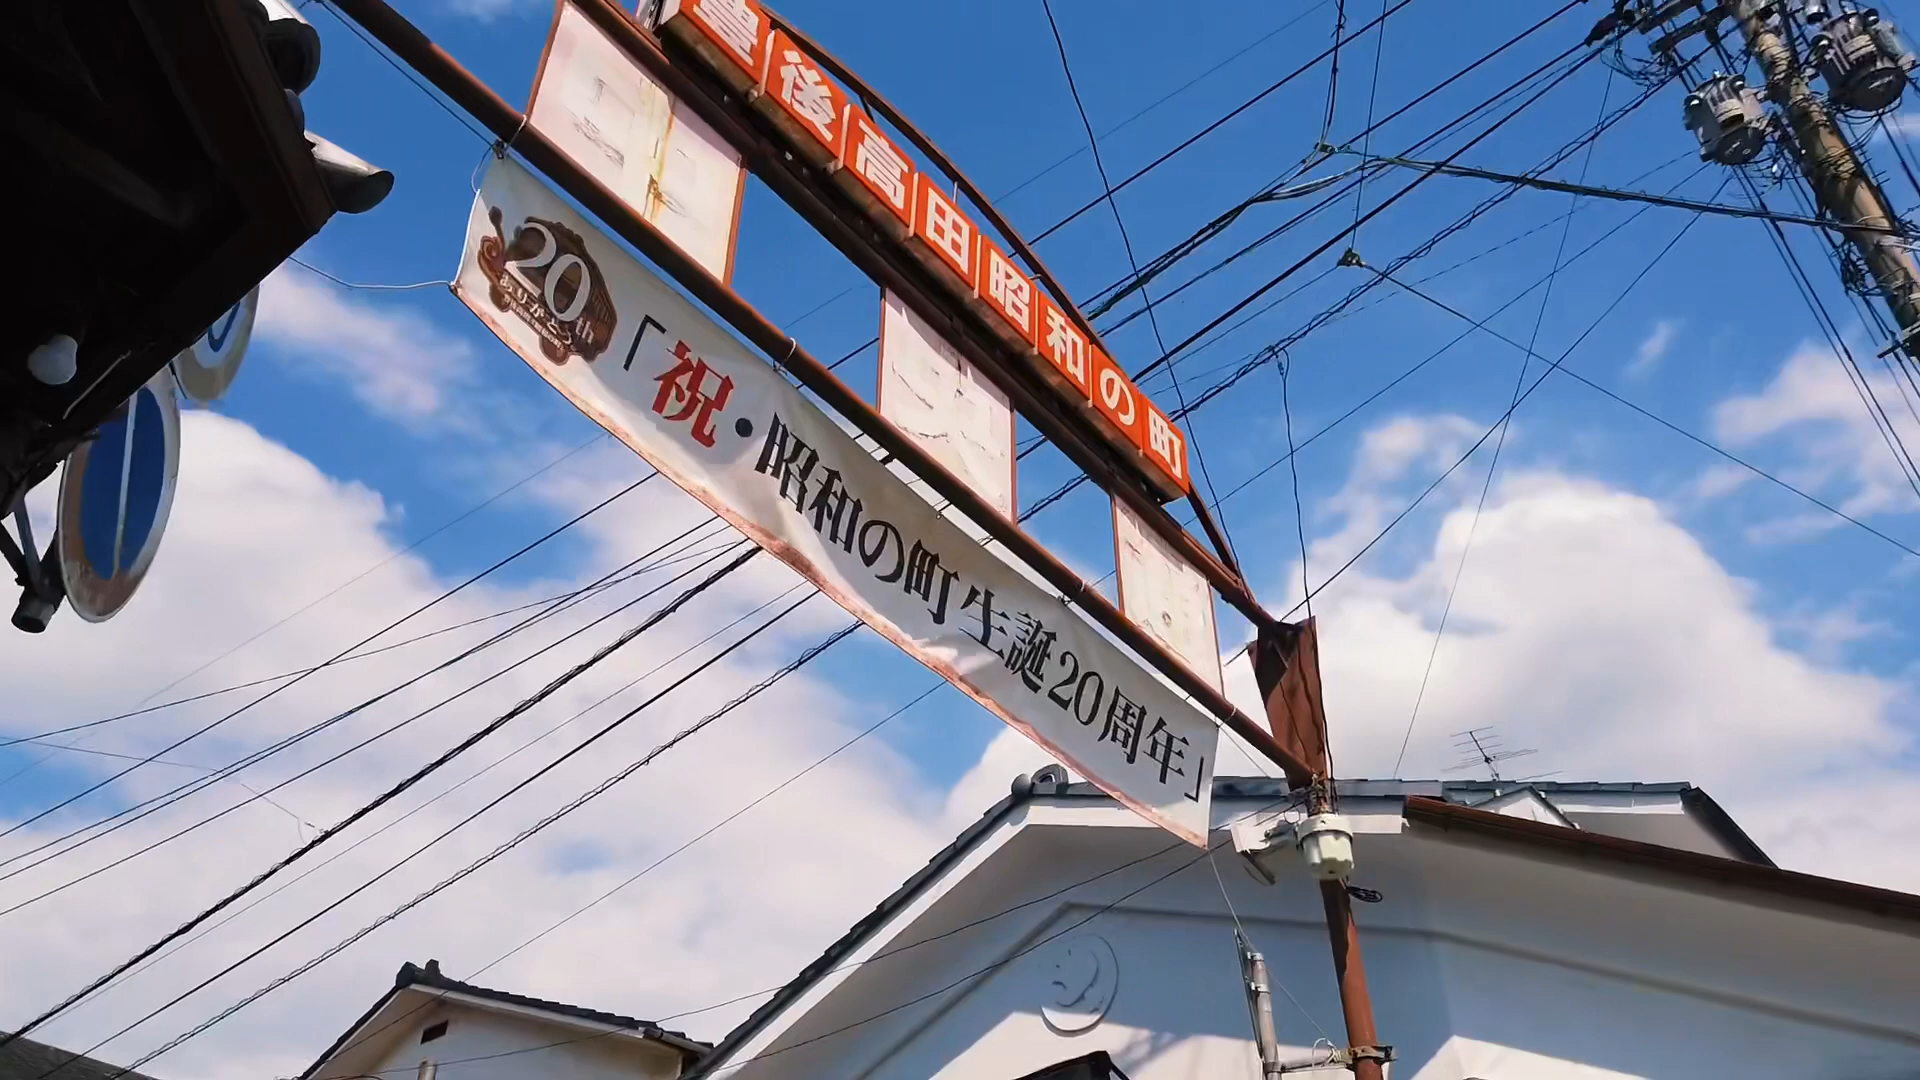 豊後高田昭和の町
20th
ありがとう
「祝・昭和の町生誕20周年」